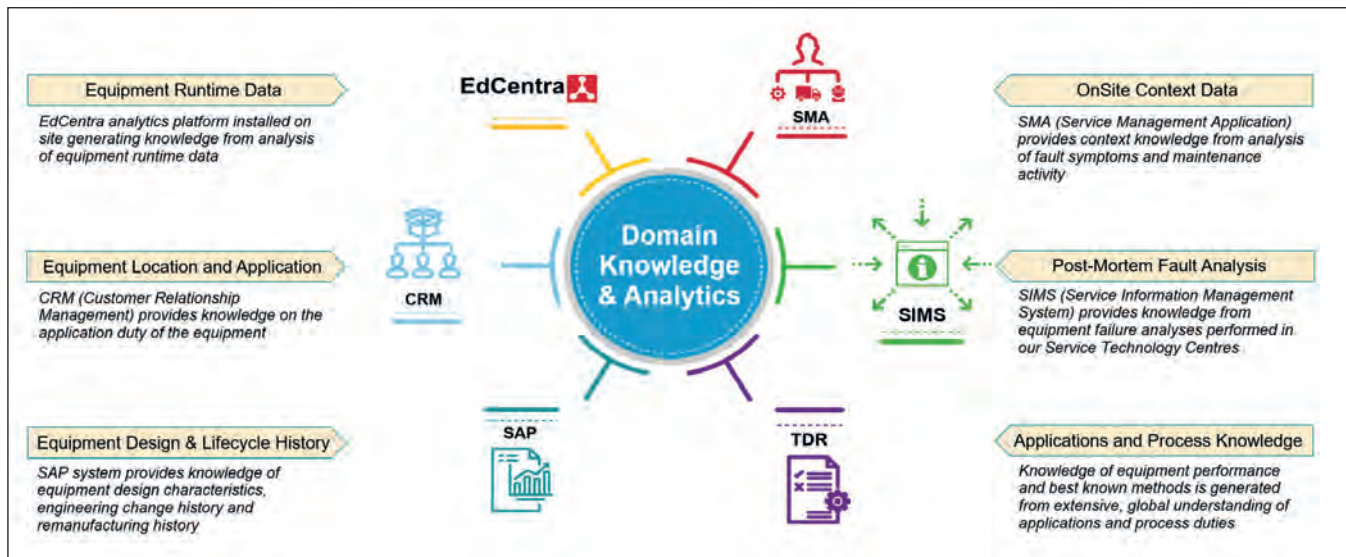 Equipment Runtime Data
EdCentra analytics platform installed on
site generating knowledge from analysis
of equipment runtime data
Equipment Location and Application
CRM (Customer Relationship
Management) provides knowledge on the
application duty of the equipment
Equipment Design & Lifecycle History
SAP system provides knowledge of
equipment design characteristics,
engineering change history and
remanufacturing history
EdCentra
CRM
SAP
Domain
Knowledge
& Analytics
SMA
SIMS
TDR
OnSite Context Data
SMA (Service Management Application)
provides context knowledge from analysis
of fault symptoms and maintenance
activity
Post-Mortem Fault Analysis
SIMS (Service Information Management
System) provides knowledge from
equipment failure analyses performed in
our Service Technology Centres
Applications and Process Knowledge
Knowledge of equipment performance
and best known methods is generated
from extensive, global understanding of
applications and process duties